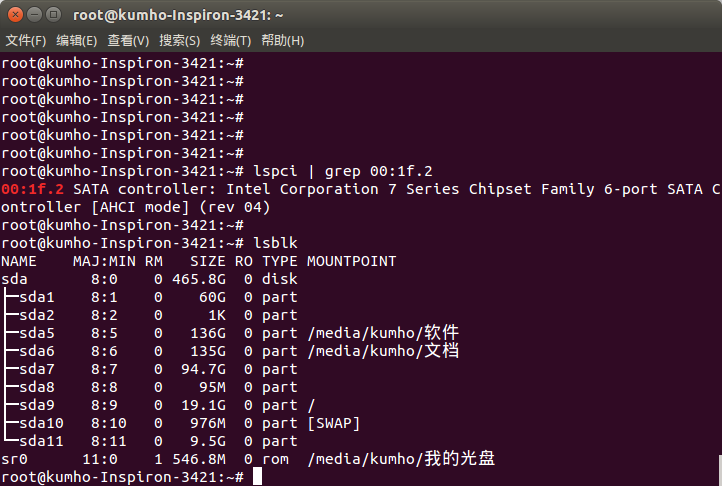 root@kumho-Inspiron-3421: ~
文件(F) 编辑(E) 查看(V) 搜索(S) 终端(T) 帮助(H)
root@kumho-Inspiron-3421:~#
root@kumho-Inspiron-3421:~#
root@kumho-Inspiron-3421:~#
root@kumho-Inspiron-3421:~#
root@kumho-Inspiron-3421:~#
root@kumho-Inspiron-3421:~#
root@kumho-Inspiron-3421:~# lspci | grep 00:1f.2
00:1f.2 SATA controller: Intel Corporation 7 Series Chipset Family 6-port SATA C
ontroller [AHCI mode] (rev 04)
root@kumho-Inspiron-3421:~#
root@kumho-Inspiron-3421:~# lsblk
NAME    MAJ:MIN RM   SIZE RO TYPE MOUNTPOINT
sda       8:0    0 465.8G  0 disk
├─sda1    8:1    0    60G  0 part
├─sda2    8:2    0     1K  0 part
├─sda5    8:5    0   136G  0 part /media/kumho/软件
├─sda6    8:6    0   135G  0 part /media/kumho/文档
├─sda7    8:7    0  94.7G  0 part
├─sda8    8:8    0    95M  0 part
├─sda9    8:9    0  19.1G  0 part /
├─sda10   8:10   0   976M  0 part [SWAP]
└─sda11   8:11   0   9.5G  0 part
sr0      11:0    1 546.8M  0 rom  /media/kumho/我的光盘
root@kumho-Inspiron-3421:~#